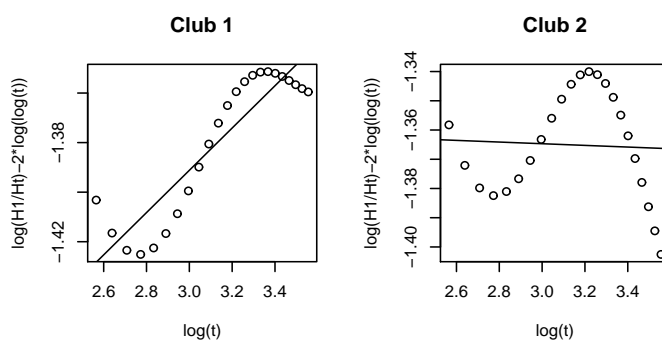 Club 1
log(H1/Ht)−2*log(log(t))
−1.38
−1.42
2.6 2.8 3.0 3.2 3.4
log(t)
Club 2
log(H1/Ht)−2*log(log(t))
−1.34
−1.36
−1.38
−1.40
2.6 2.8 3.0 3.2 3.4
log(t)